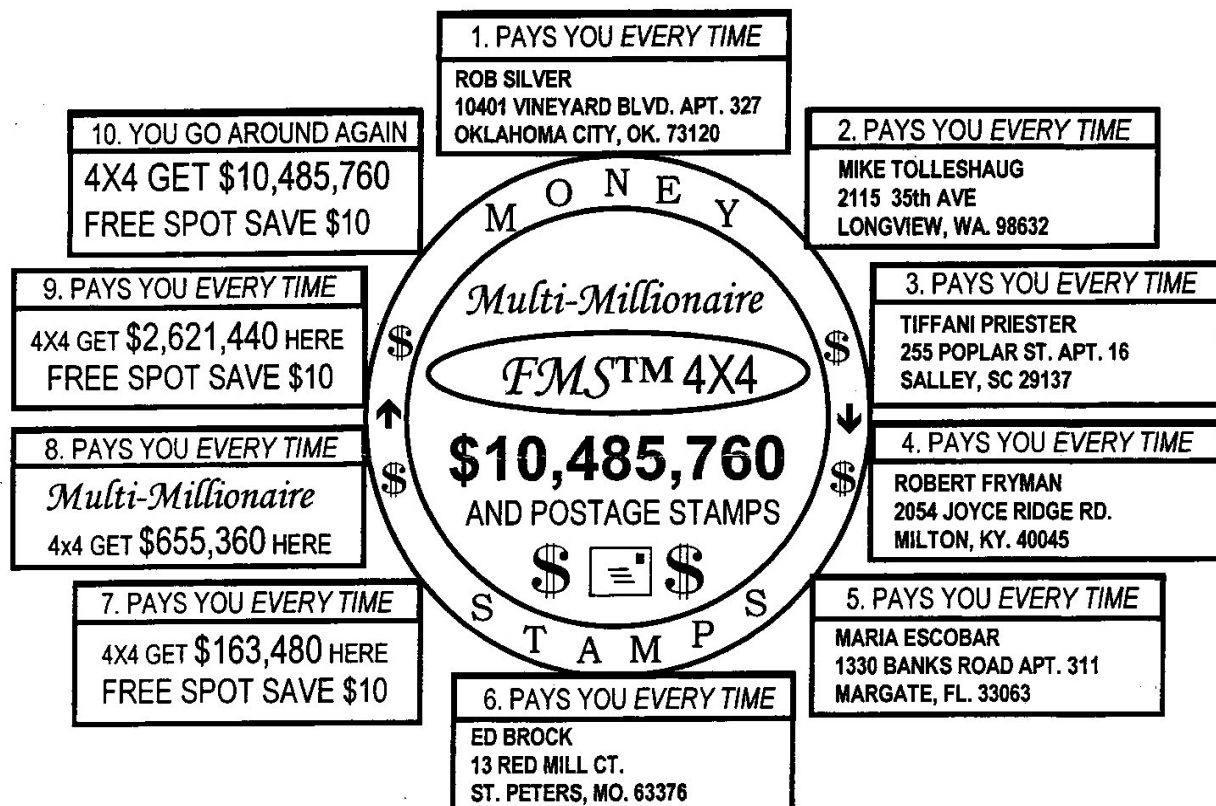 1. PAYS YOU EVERY TIME
ROB SILVER
10401 VINEYARD BLVD. APT. 327
OKLAHOMA CITY, OK. 73120
2. PAYS YOU EVERY TIME
MIKE TOLLESHAUG
2115 35th AVE
LONGVIEW, WA. 98632
3. PAYS YOU EVERY TIME
TIFFANI PRIESTER
255 POPLAR ST. APT. 16
SALLEY, SC 29137
4. PAYS YOU EVERY TIME
ROBERT FRYMAN
2054 JOYCE RIDGE RD.
MILTON, KY. 40045
5. PAYS YOU EVERY TIME
MARIA ESCOBAR
1330 BANKS ROAD APT. 311
MARGATE, FL. 33063
6. PAYS YOU EVERY TIME
ED BROCK
13 RED MILL CT.
ST. PETERS, MO. 63376
7. PAYS YOU EVERY TIME
4X4 GET $163,480 HERE
FREE SPOT SAVE $10
8. PAYS YOU EVERY TIME
Multi-Millionaire
4x4 GET $655,360 HERE
9. PAYS YOU EVERY TIME
4X4 GET $2,621,440 HERE
FREE SPOT SAVE $10
10. YOU GO AROUND AGAIN
4X4 GET $10,485,760
FREE SPOT SAVE $10
MONEY
$ $
$ $
STAMPS
Multi-Millionaire
FMS™ 4X4
$10,485,760
AND POSTAGE STAMPS
$ $